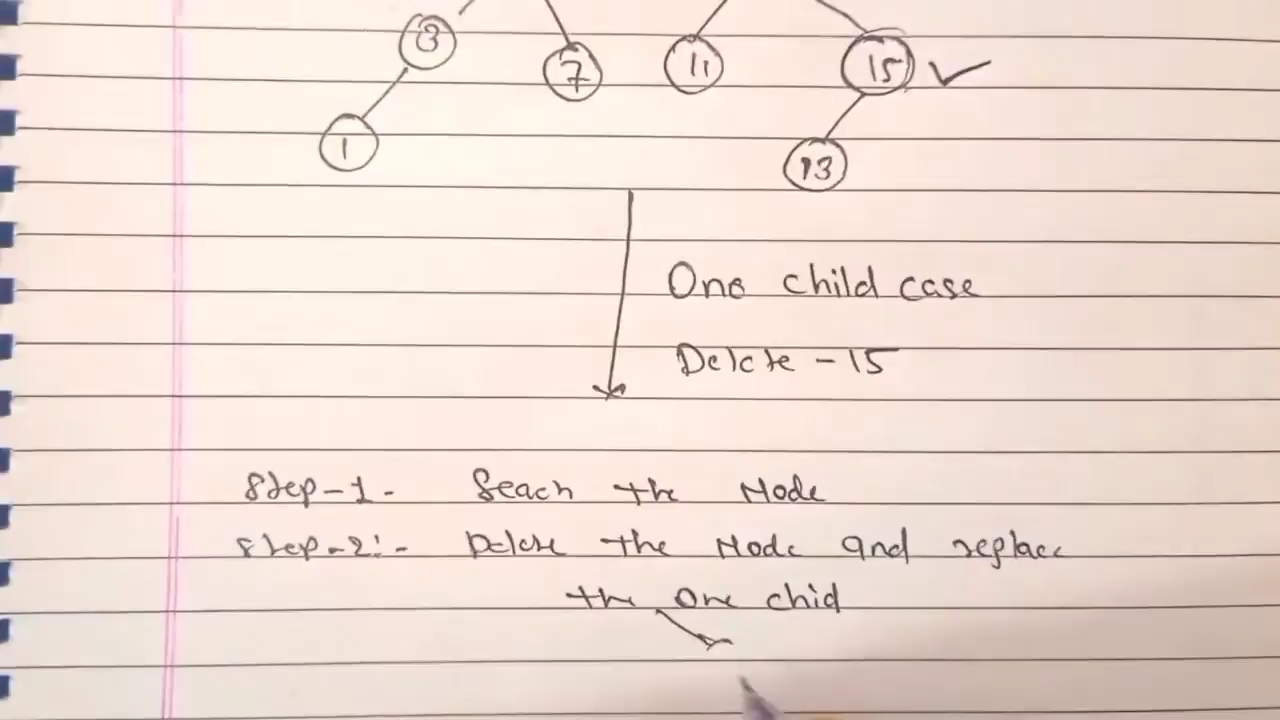 3 7 11 15
1 13
One child case
Delete - 15
Step-1 - Seach the Node
Step-2:- Delete the Node and replace
the one chid